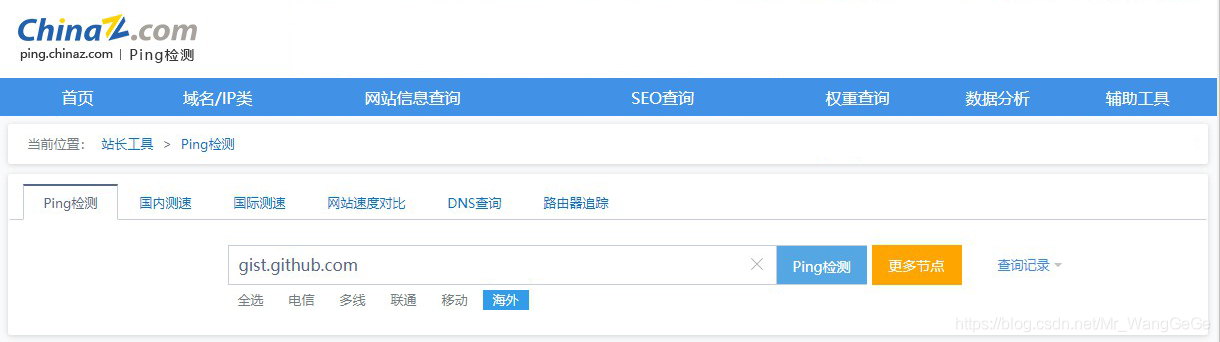 ChinaZ.com
ping.chinaz.com | Ping检测
首页 域名/IP类 网站信息查询 SEO查询 权重查询 数据分析 辅助工具
当前位置： 站长工具 > Ping检测
Ping检测 国内测速 国际测速 网站速度对比 DNS查询 路由器追踪
gist.github.com Ping检测 更多节点 查询记录
全选 电信 多线 联通 移动 海外
https://blog.csdn.net/Mr_WangGeGe